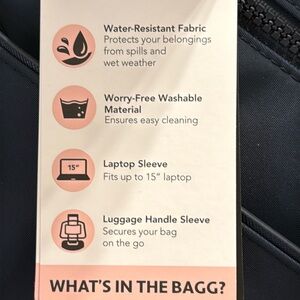 Water-Resistant Fabric
Protects your belongings
from spills and
wet weather
Worry-Free Washable
Material
Ensures easy cleaning
15"
Laptop Sleeve
Fits up to 15" laptop
Luggage Handle Sleeve
Secures your bag
on the go
WHAT'S IN THE BAGG?